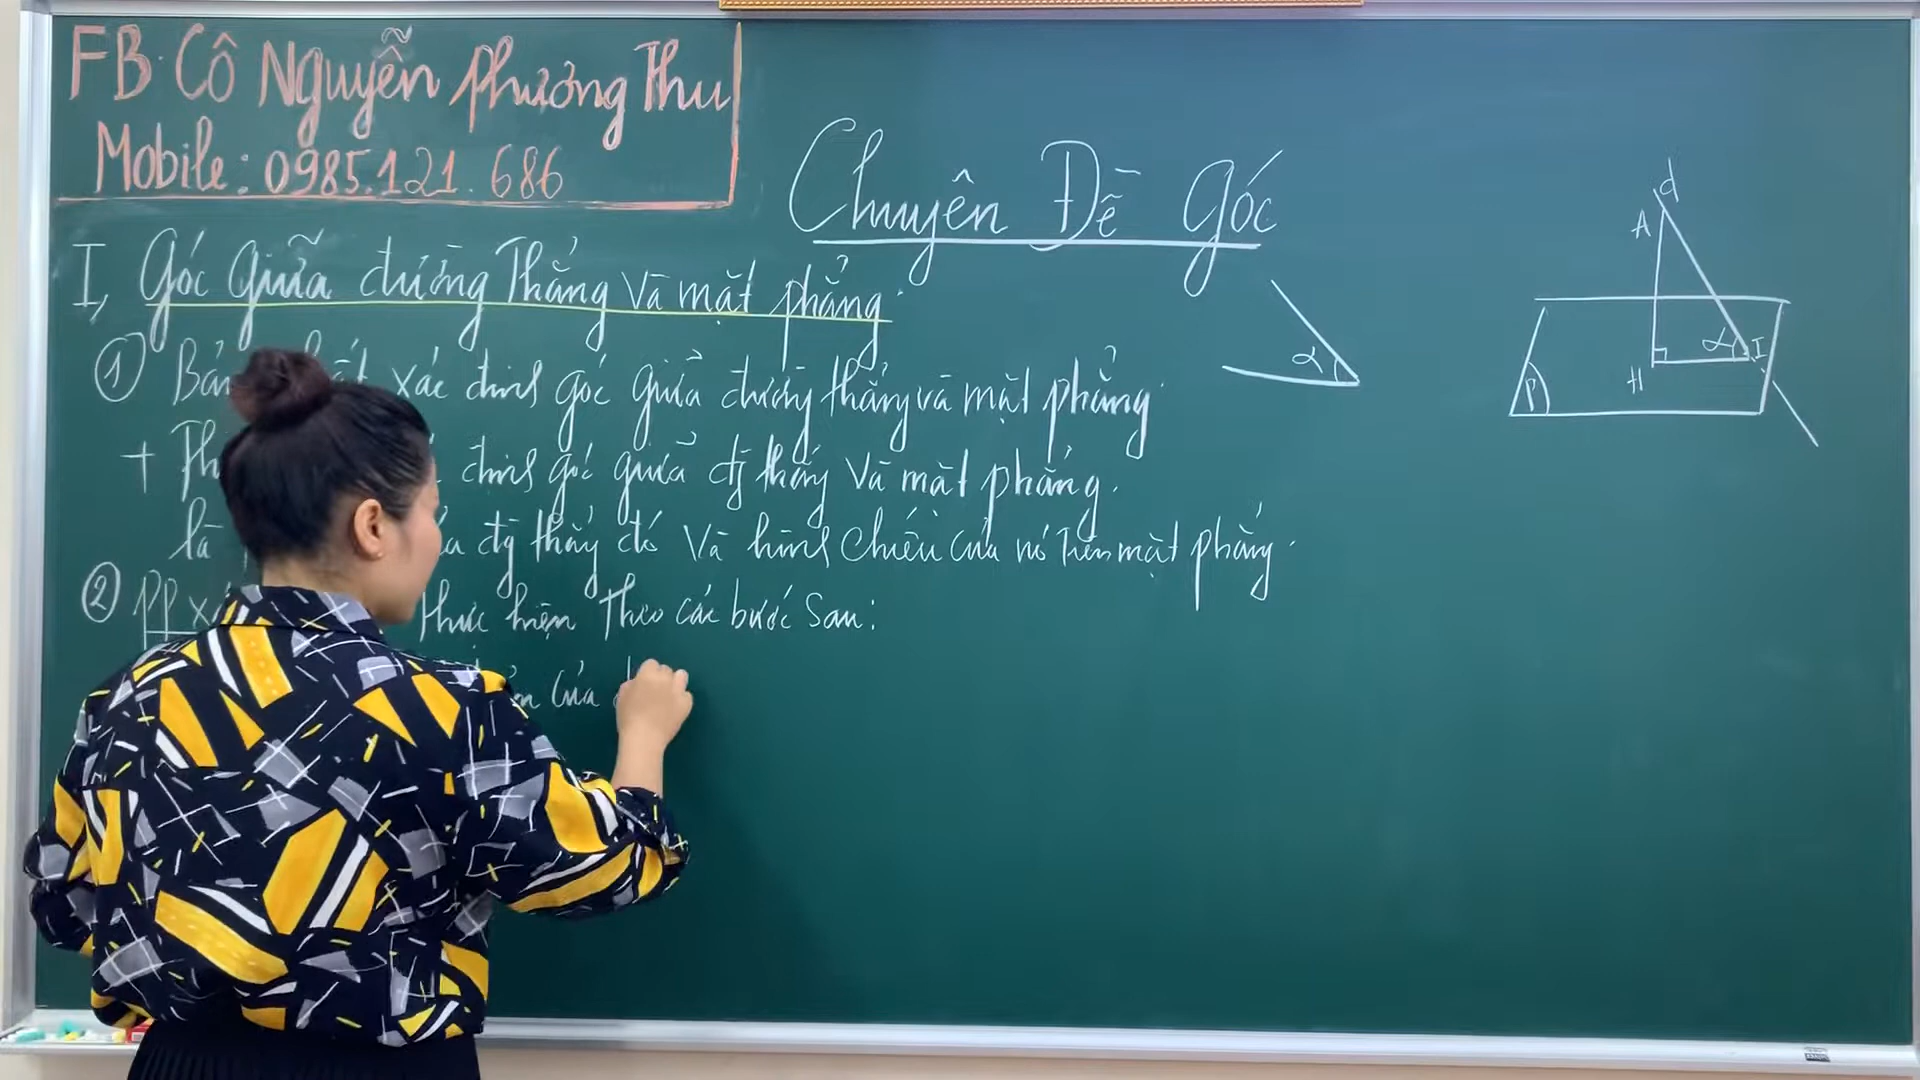 FB: Cô Nguyễn Phương Thu
Mobile: 0985.121.686
Chuyên Đề Góc
I, Góc giữa đường thẳng và mặt phẳng.
① xác định góc giữa đường thẳng và mặt phẳng
+ định góc giữa đg thẳng và mặt phẳng.
là đg thẳng đó và hình chiếu của nó trên mặt phẳng.
② PP thực hiện theo các bước sau:
của
α
d
A
α
I
H
P